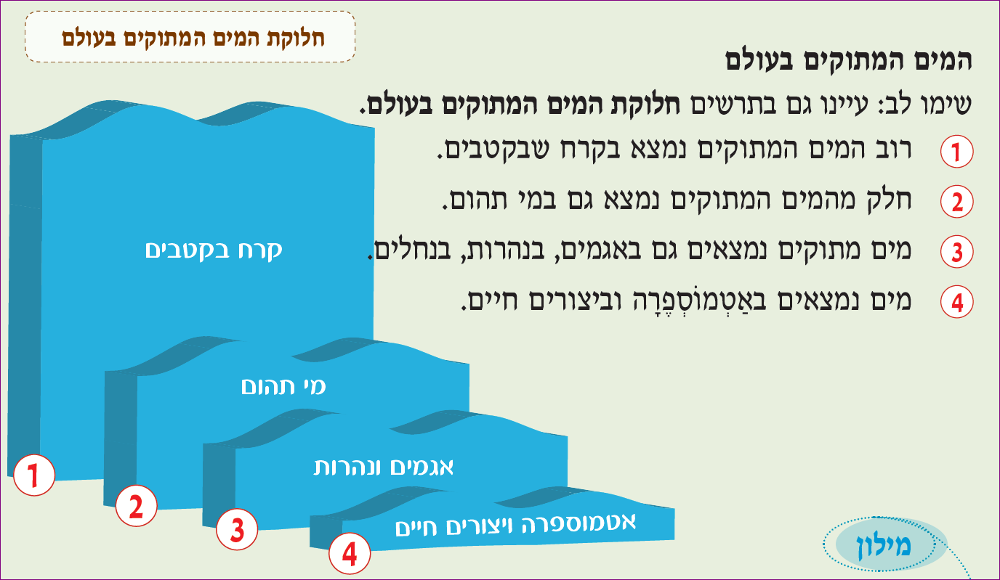 חלוקת המים המתוקים בעולם
המים המתוקים בעולם
שימו לב: עיינו גם בתרשים חלוקת המים המתוקים בעולם.
1 רוב המים המתוקים נמצא בקרח שבקטבים.
2 חלק מהמים המתוקים נמצא גם במי תהום.
3 מים מתוקים נמצאים גם באגמים, בנהרות, בנחלים.
4 מים נמצאים באַטְמוֹסְפֶרָה וביצורים חיים.
קרח בקטבים
מי תהום
אגמים ונהרות
אטמוספרה ויצורים חיים
1
2
3
4
מילון